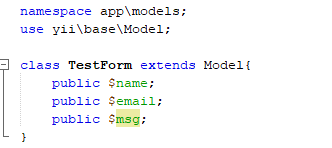 namespace app\models;
use yii\base\Model;
class TestForm extends Model{
public $name;
public $email;
public $msg;
}